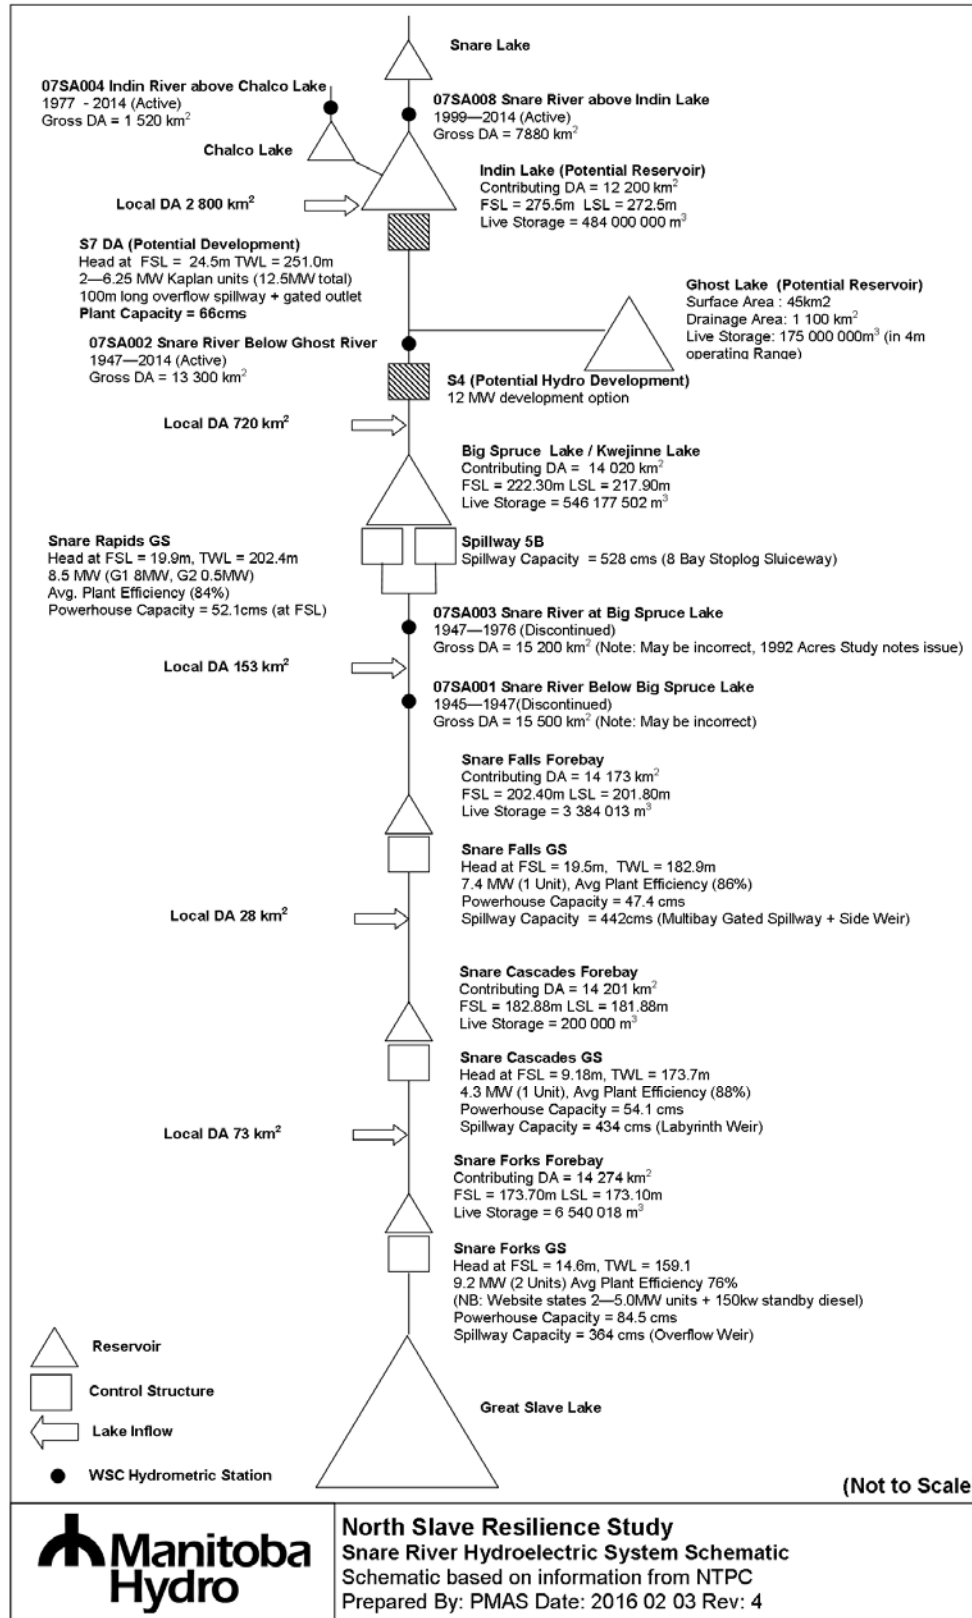 Snare Lake
07SA004 Indin River above Chalco Lake
1977 - 2014 (Active)
Gross DA = 1 520 km²
07SA008 Snare River above Indin Lake
1999—2014 (Active)
Gross DA = 7880 km²
Chalco Lake
Indin Lake (Potential Reservoir)
Contributing DA = 12 200 km²
FSL = 275.5m LSL = 272.5m
Live Storage = 484 000 000 m³
Local DA 2 800 km²
S7 DA (Potential Development)
Head at FSL = 24.5m TWL = 251.0m
2—6.25 MW Kaplan units (12.5MW total)
100m long overflow spillway + gated outlet
Plant Capacity = 66cms
Ghost Lake (Potential Reservoir)
Surface Area : 45km2
Drainage Area: 1 100 km²
Live Storage: 175 000 000m³ (in 4m
operating Range)
07SA002 Snare River Below Ghost River
1947—2014 (Active)
Gross DA = 13 300 km²
S4 (Potential Hydro Development)
12 MW development option
Local DA 720 km²
Big Spruce Lake / Kwejinne Lake
Contributing DA = 14 020 km²
FSL = 222.30m LSL = 217.90m
Live Storage = 546 177 502 m³
Snare Rapids GS
Head at FSL = 19.9m, TWL = 202.4m
8.5 MW (G1 8MW, G2 0.5MW)
Avg. Plant Efficiency (84%)
Powerhouse Capacity = 52.1cms (at FSL)
Spillway 5B
Spillway Capacity = 528 cms (8 Bay Stoplog Sluiceway)
07SA003 Snare River at Big Spruce Lake
1947—1976 (Discontinued)
Gross DA = 15 200 km² (Note: May be incorrect, 1992 Acres Study notes issue)
Local DA 153 km²
07SA001 Snare River Below Big Spruce Lake
1945—1947(Discontinued)
Gross DA = 15 500 km² (Note: May be incorrect)
Snare Falls Forebay
Contributing DA = 14 173 km²
FSL = 202.40m LSL = 201.80m
Live Storage = 3 384 013 m³
Snare Falls GS
Head at FSL = 19.5m, TWL = 182.9m
7.4 MW (1 Unit), Avg Plant Efficiency (86%)
Powerhouse Capacity = 47.4 cms
Spillway Capacity = 442cms (Multibay Gated Spillway + Side Weir)
Local DA 28 km²
Snare Cascades Forebay
Contributing DA = 14 201 km²
FSL = 182.88m LSL = 181.88m
Live Storage = 200 000 m³
Snare Cascades GS
Head at FSL = 9.18m, TWL = 173.7m
4.3 MW (1 Unit), Avg Plant Efficiency (88%)
Powerhouse Capacity = 54.1 cms
Spillway Capacity = 434 cms (Labyrinth Weir)
Local DA 73 km²
Snare Forks Forebay
Contributing DA = 14 274 km²
FSL = 173.70m LSL = 173.10m
Live Storage = 6 540 018 m³
Snare Forks GS
Head at FSL = 14.6m, TWL = 159.1
9.2 MW (2 Units) Avg Plant Efficiency 76%
(NB: Website states 2—5.0MW units + 150kw standby diesel)
Powerhouse Capacity = 84.5 cms
Spillway Capacity = 364 cms (Overflow Weir)
Reservoir
Control Structure
Lake Inflow
WSC Hydrometric Station
Great Slave Lake
(Not to Scale
Manitoba
Hydro
North Slave Resilience Study
Snare River Hydroelectric System Schematic
Schematic based on information from NTPC
Prepared By: PMAS Date: 2016 02 03 Rev: 4